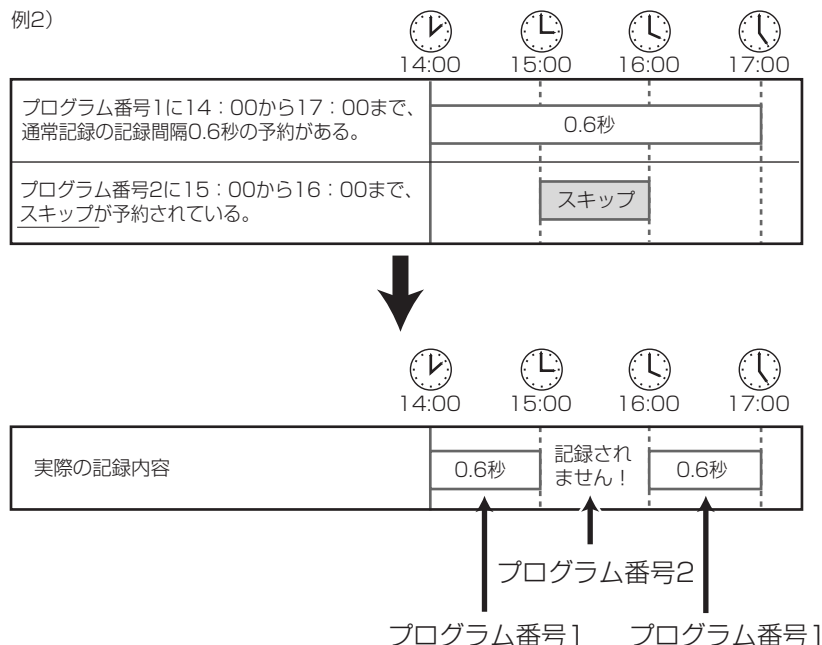 例2）
14:00 15:00 16:00 17:00
プログラム番号1に14：00から17：00まで、
通常記録の記録間隔0.6秒の予約がある。
0.6秒
プログラム番号2に15：00から16：00まで、
スキップが予約されている。
スキップ
14:00 15:00 16:00 17:00
実際の記録内容
0.6秒
記録され
ません！
0.6秒
プログラム番号2
プログラム番号1 プログラム番号1